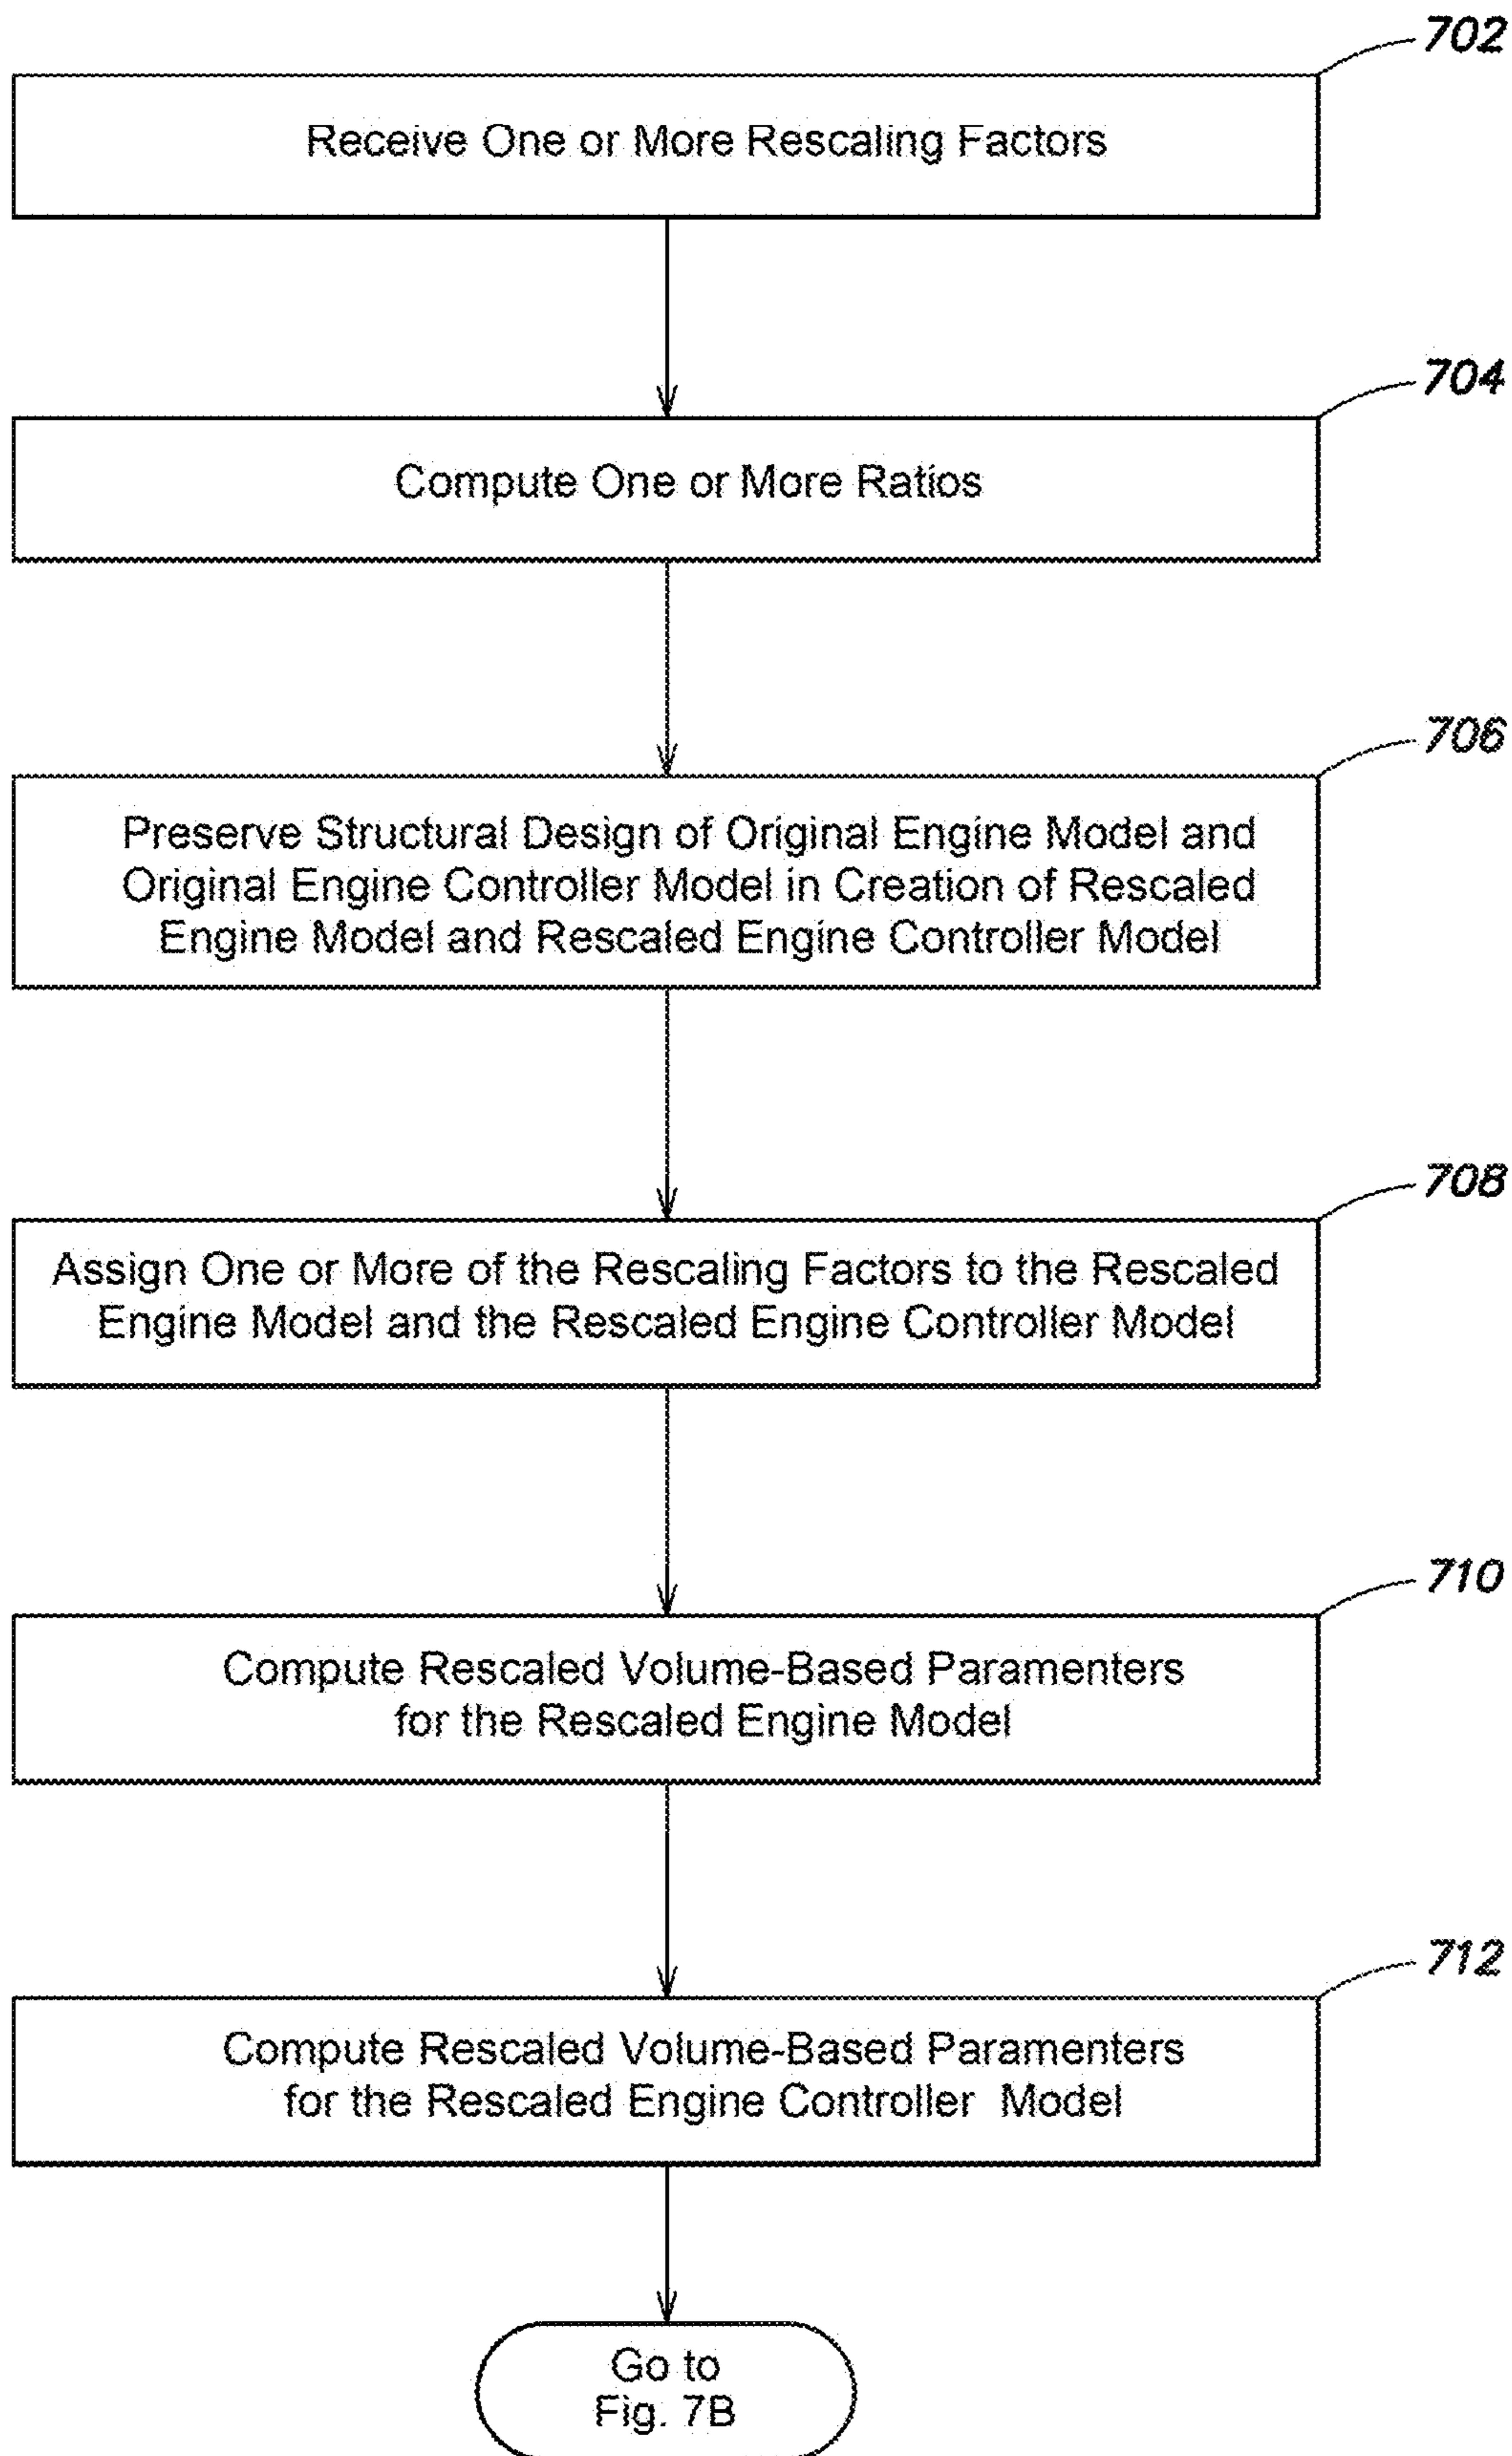 702
Receive One or More Rescaling Factors
704
Compute One or More Ratios
706
Preserve Structural Design of Original Engine Model and
Original Engine Controller Model in Creation of Rescaled
Engine Model and Rescaled Engine Controller Model
708
Assign One or More of the Rescaling Factors to the Rescaled
Engine Model and the Rescaled Engine Controller Model
710
Compute Rescaled Volume-Based Paramenters
for the Rescaled Engine Model
712
Compute Rescaled Volume-Based Paramenters
for the Rescaled Engine Controller Model
Go to
Fig. 7B